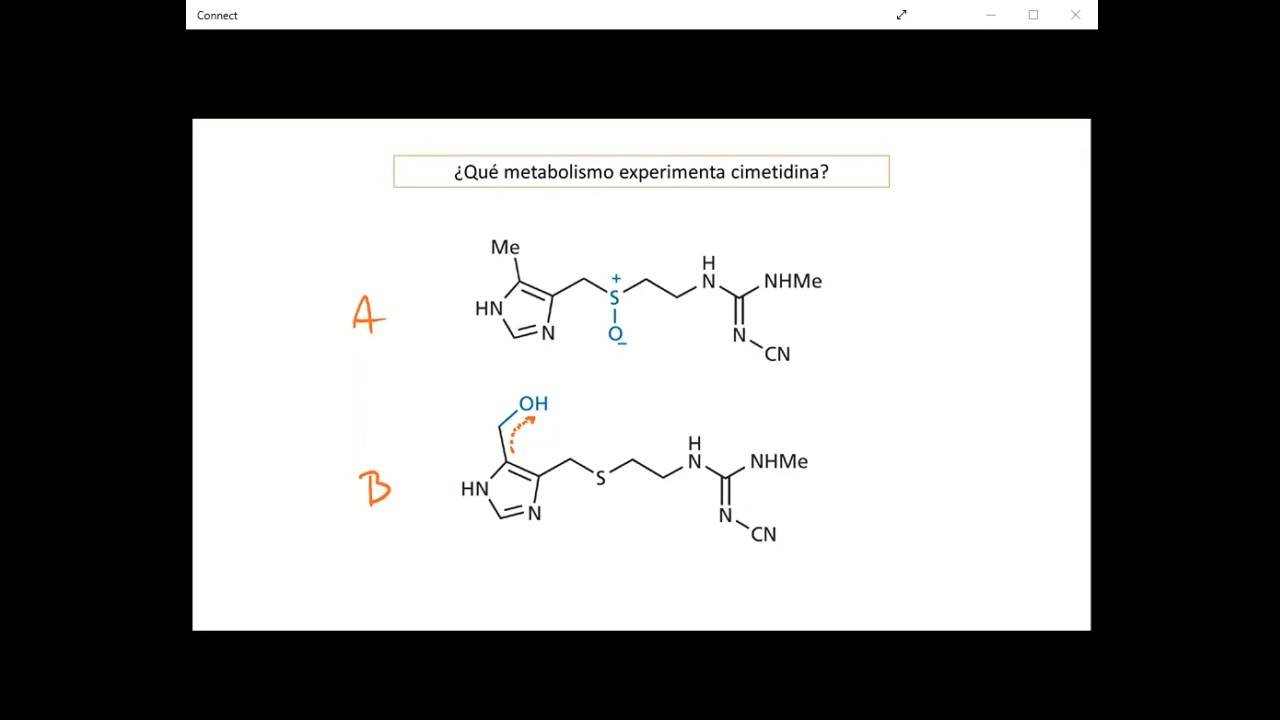 Connect
¿Qué metabolismo experimenta cimetidina?
Me
H
+
S
N
NHMe
HN
A
N
O
−
N
CN
OH
H
B
HN
S
N
NHMe
N
N
CN